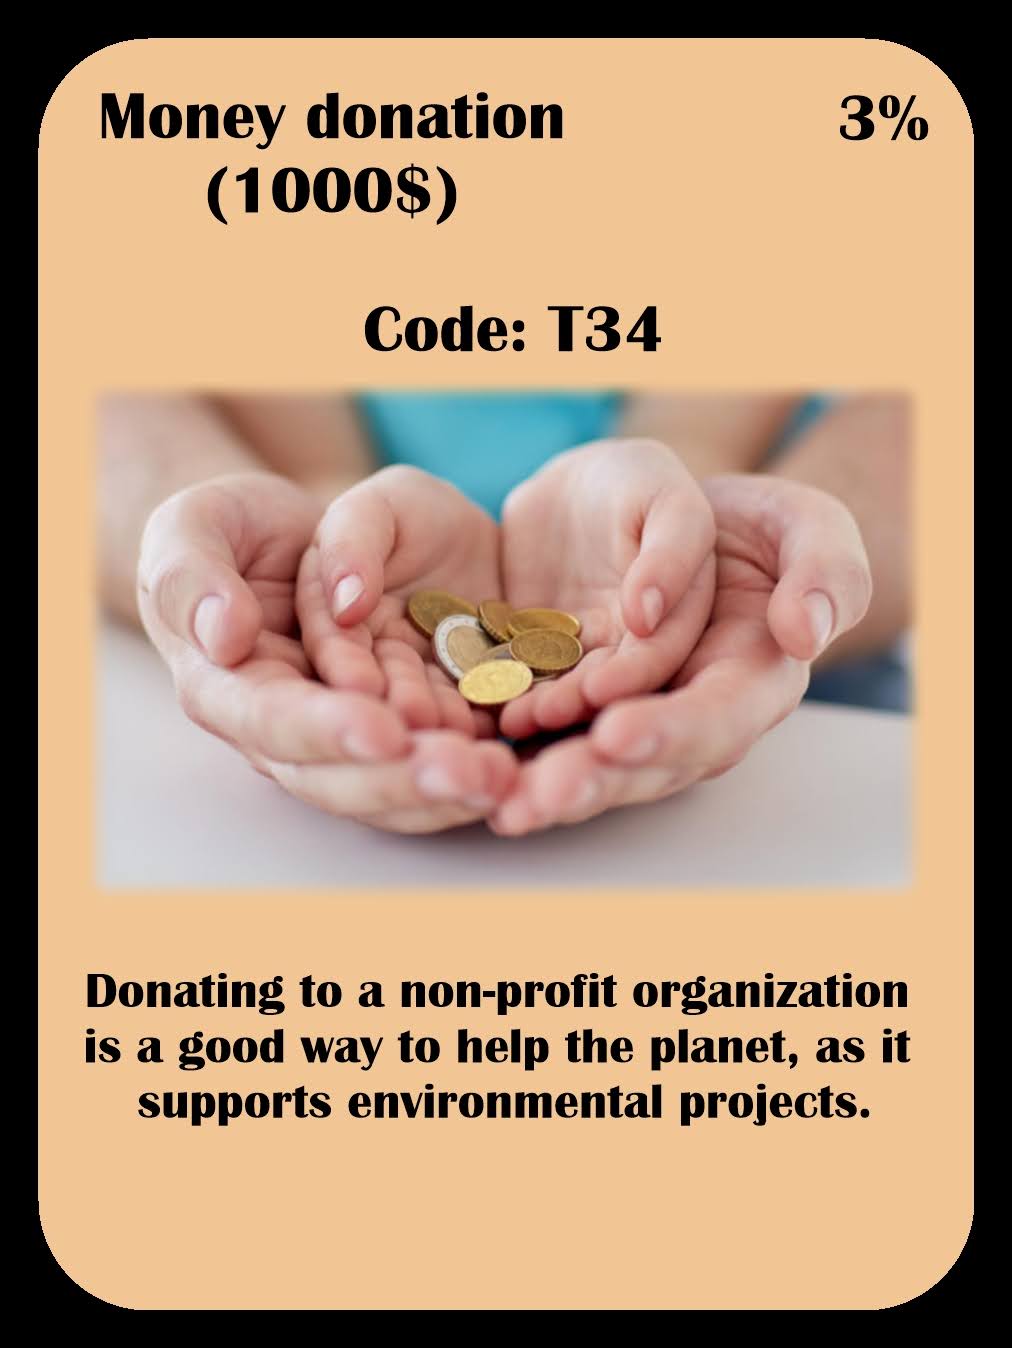 Money donation 3%
(1000$)
Code: T34
Donating to a non-profit organization
is a good way to help the planet, as it
supports environmental projects.